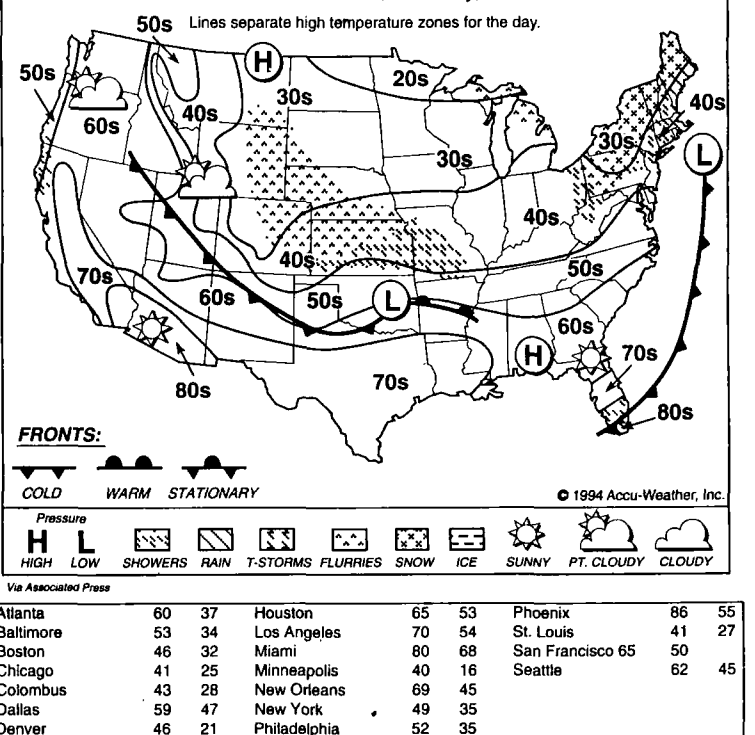 Lines separate high temperature zones for the day.
50s
50s
H
20s
40s
60s
40s
30s
30s
30s
L
40s
40s
50s
70s
60s
50s
L
60s
H
70s
80s
70s
80s
FRONTS:
COLD WARM STATIONARY
© 1994 Accu-Weather, Inc.
Pressure
H L
HIGH LOW SHOWERS RAIN T-STORMS FLURRIES SNOW ICE SUNNY PT. CLOUDY CLOUDY
Via Associated Press
Atlanta 60 37 Houston 65 53 Phoenix 86 55
Baltimore 53 34 Los Angeles 70 54 St. Louis 41 27
Boston 46 32 Miami 80 68 San Francisco 65 50
Chicago 41 25 Minneapolis 40 16 Seattle 62 45
Colombus 43 28 New Orleans 69 45
Dallas 59 47 New York 49 35
Denver 46 21 Philadelphia 52 35